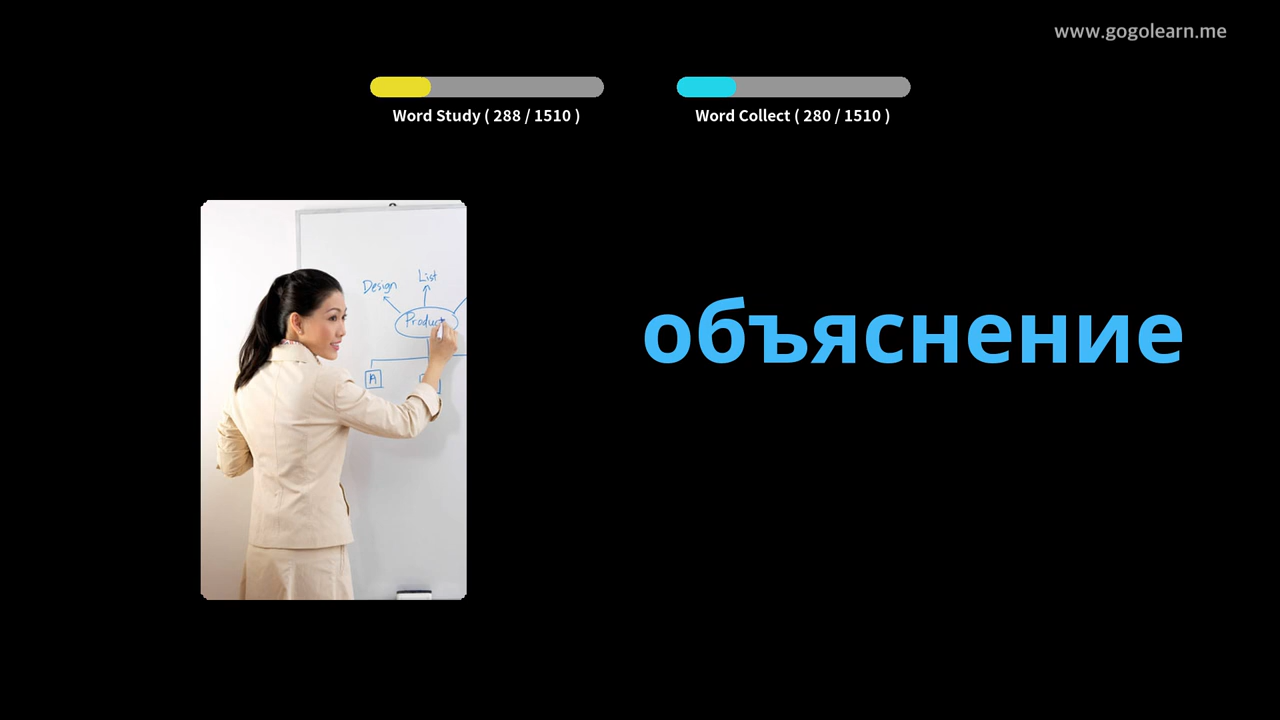 www.gogolearn.me
Word Study ( 288 / 1510 )
Word Collect ( 280 / 1510 )
List
Design
Product
A
объяснение